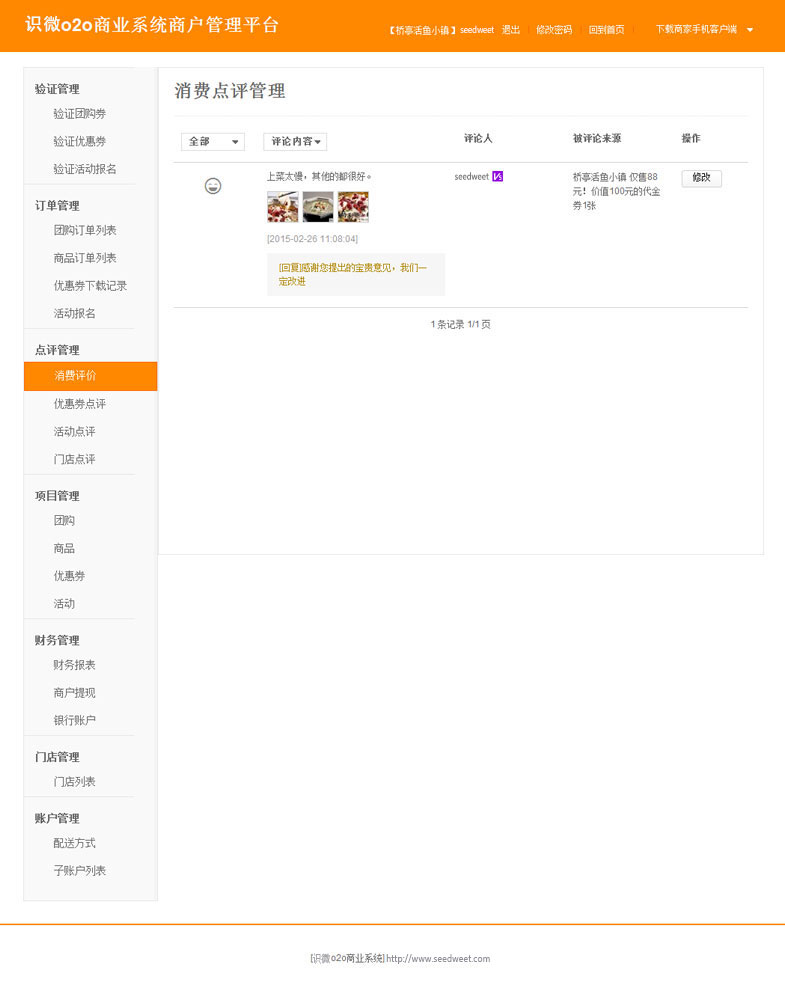 识微o2o商业系统商户管理平台
【桥亭活鱼小镇】 seedweet 退出 修改密码 回到首页 下载商家手机客户端
验证管理
验证团购券
验证优惠券
验证活动报名
订单管理
团购订单列表
商品订单列表
优惠券下载记录
活动报名
点评管理
消费评价
优惠券点评
活动点评
门店点评
项目管理
团购
商品
优惠券
活动
财务管理
财务报表
商户提现
银行账户
门店管理
门店列表
账户管理
配送方式
子账户列表
消费点评管理
全部 评论内容 评论人 被评论来源 操作
上菜太慢，其他的都很好。
[2015-02-26 11:08:04]
[回复]感谢您提出的宝贵意见，我们一
定改进
seedweet
桥亭活鱼小镇 仅售88
元！价值100元的代金
券1张
修改
1 条记录 1/1 页
[识微o2o商业系统] http://www.seedweet.com